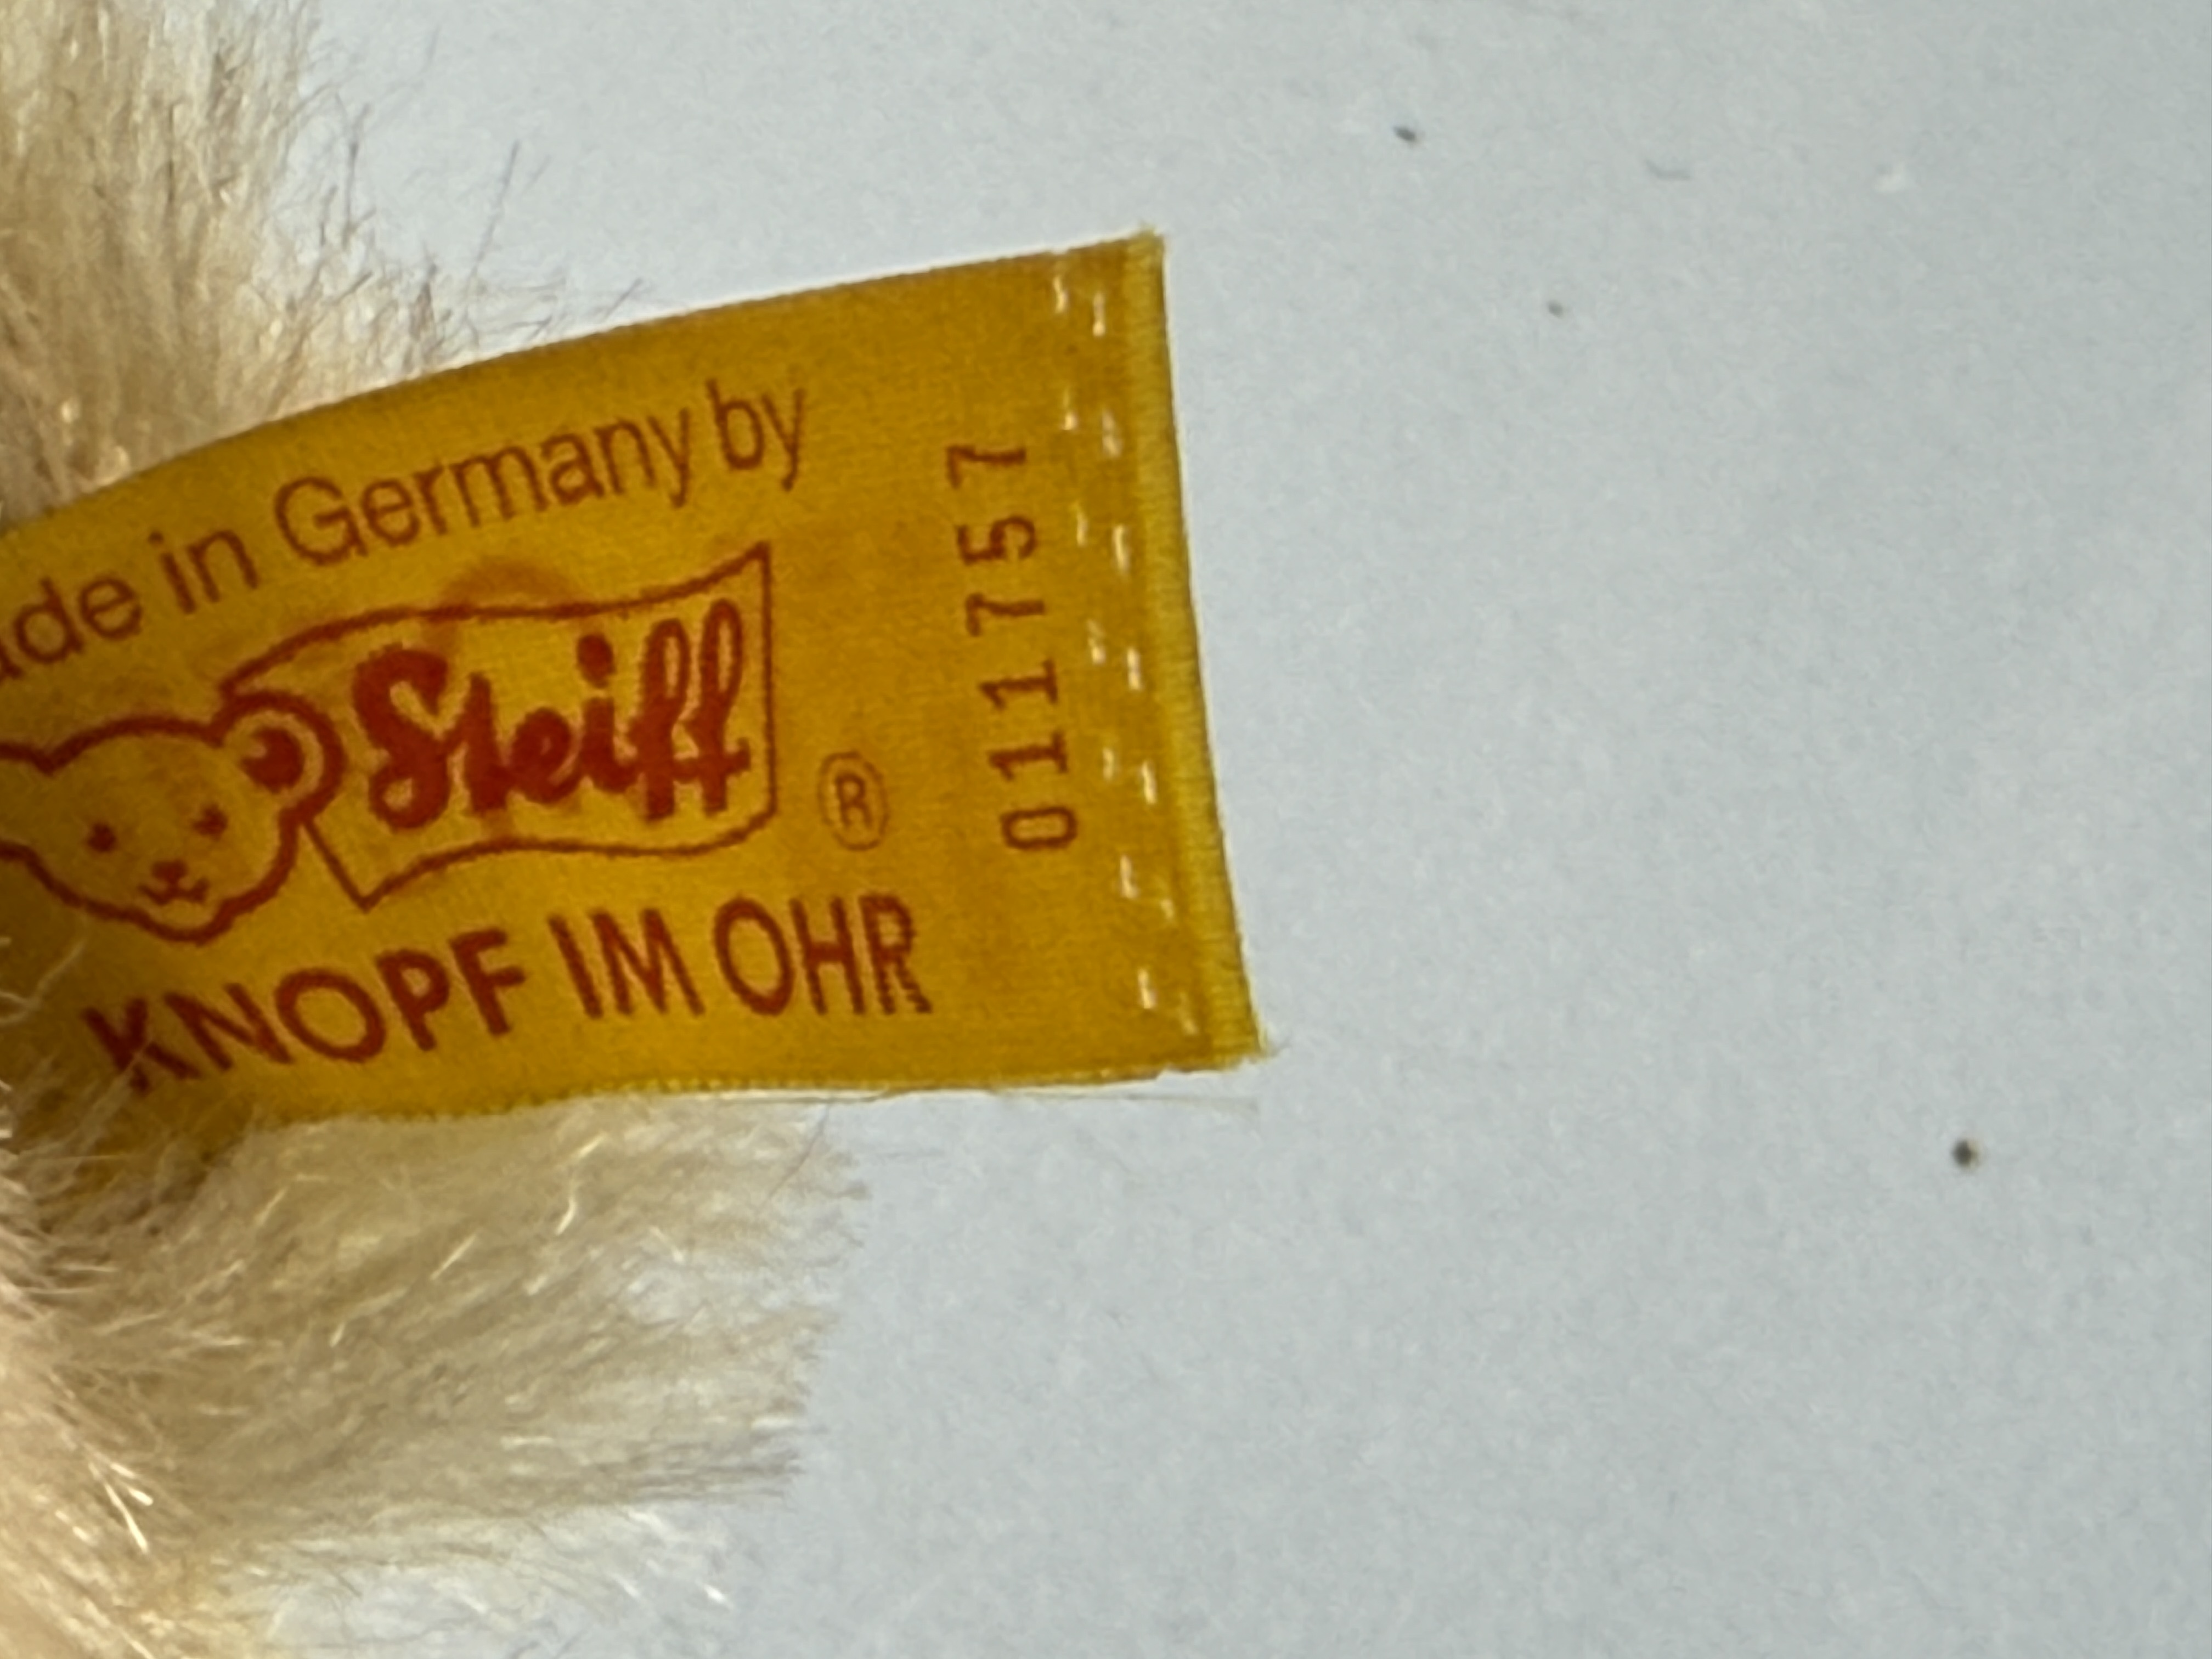 ade in Germany by
Steiff
®
KNOPF IM OHR
011757